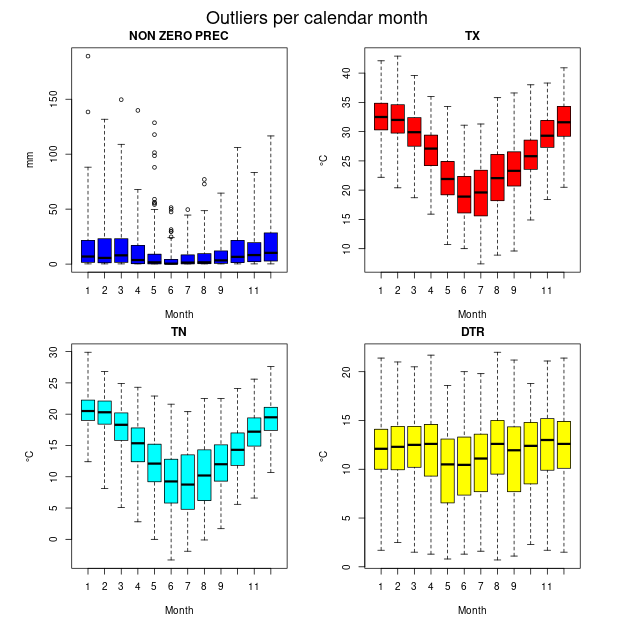 Outliers per calendar month
NON ZERO PREC
TX
mm
0 50 100 150
1 2 3 4 5 6 7 8 9 11
Month
°C
10 15 20 25 30 35 40
1 2 3 4 5 6 7 8 9 11
Month
TN
DTR
°C
0 5 10 15 20 25 30
1 2 3 4 5 6 7 8 9 11
Month
°C
0 5 10 15 20
1 2 3 4 5 6 7 8 9 11
Month